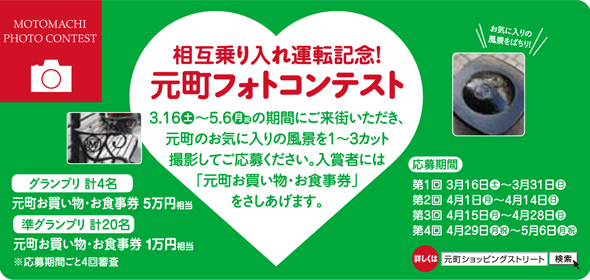 MOTOMACHI
PHOTO CONTEST
相互乗り入れ運転記念！
元町フォトコンテスト
3.16土〜5.6月祝の期間にご来街いただき、
元町のお気に入りの風景を1〜3カット
撮影してご応募ください。入賞者には
「元町お買い物・お食事券」
をさしあげます。
お気に入りの
風景をぱちり！
グランプリ 計4名
元町お買い物・お食事券 5万円相当
準グランプリ 計20名
元町お買い物・お食事券 1万円相当
※応募期間ごと4回審査
応募期間
第1回 3月16日土〜3月31日日
第2回 4月1日月〜4月14日日
第3回 4月15日月〜4月28日日
第4回 4月29日月祝〜5月6日月祝
詳しくは 元町ショッピングストリート 検索